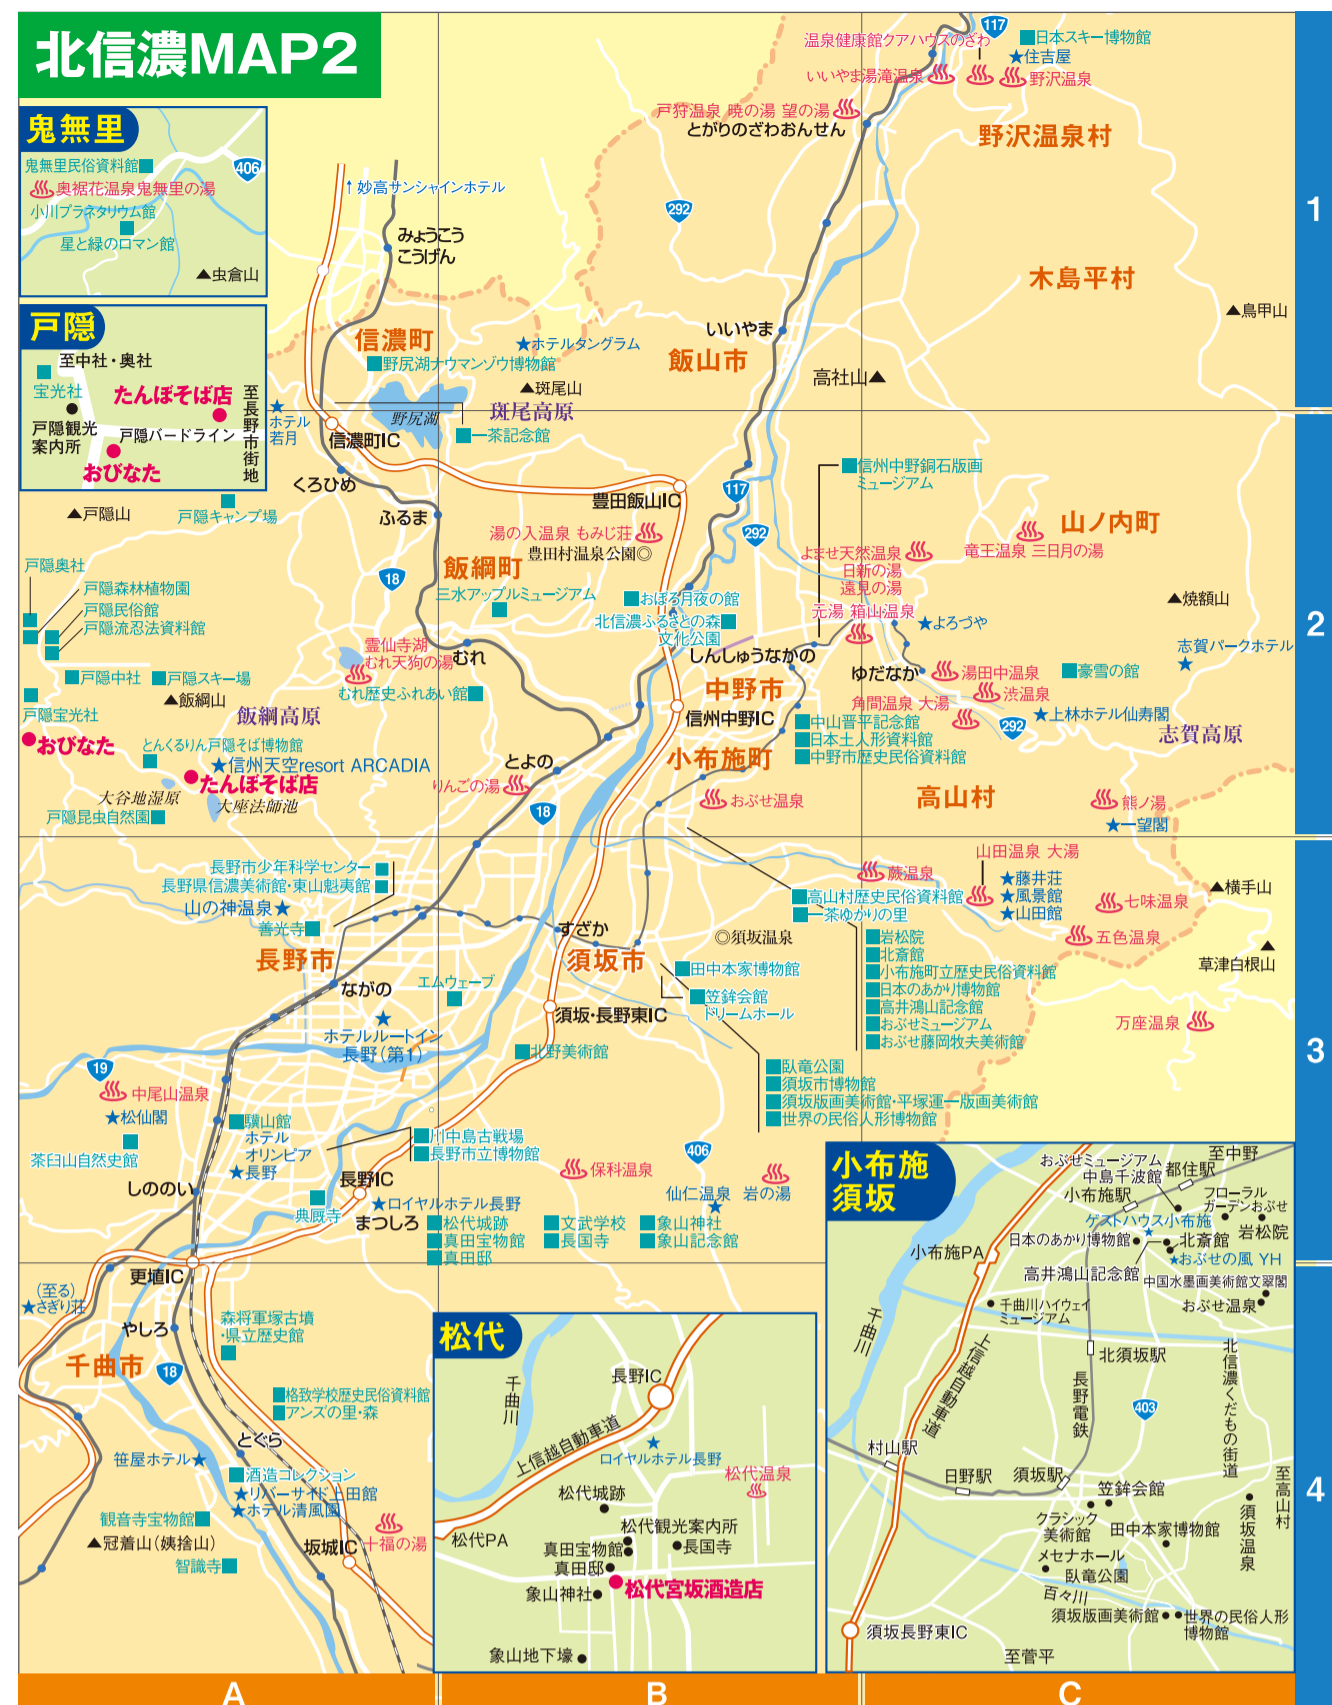 北信濃MAP2
鬼無里
鬼無里民俗資料館
406
奥裾花温泉鬼無里の湯
小川プラネタリウム館
星と緑のロマン館
▲虫倉山
戸隠
至中社・奥社
宝光社
たんぼそば店
戸隠観光
案内所
戸隠バードライン
おびなた
至長野市街地
↑妙高サンシャインホテル
みょうこう
こうげん
117
温泉健康館クアハウスのざわ
日本スキー博物館
★住吉屋
いいやま湯滝温泉
野沢温泉
戸狩温泉 暁の湯 望の湯
とがりのざわおんせん
野沢温泉村
292
木島平村
▲鳥甲山
信濃町
野尻湖ナウマンゾウ博物館
★ホテルタングラム
いいやま
飯山市
▲斑尾山
高社山▲
野尻湖
斑尾高原
★
ホテル
若月
信濃町IC
一茶記念館
くろひめ
ふるま
▲戸隠山
戸隠キャンプ場
豊田飯山IC
117
信州中野銅石版画
ミュージアム
292
湯の入温泉 もみじ荘
豊田村温泉公園◎
山ノ内町
竜王温泉 三日月の湯
よませ天然温泉
日新の湯
遠見の湯
戸隠奥社
戸隠森林植物園
戸隠民俗館
戸隠流忍法資料館
18
飯綱町
三水アップルミュージアム
おぼろ月夜の館
北信濃ふるさとの森
文化公園
元湯 箱山温泉
★よろづや
▲焼額山
志賀パークホテル
★
霊仙寺湖
むれ天狗の湯
むれ
しんしゅうなかの
ゆだなか
湯田中温泉
豪雪の館
戸隠中社
戸隠スキー場
▲飯綱山
むれ歴史ふれあい館
中野市
渋温泉
角間温泉 大湯
292
★上林ホテル仙寿閣
志賀高原
戸隠宝光社
おびなた
飯綱高原
信州中野IC
中山晋平記念館
日本土人形資料館
中野市歴史民俗資料館
とんくるりん戸隠そば博物館
★信州天空resort ARCADIA
たんぼそば店
大谷地湿原
大座法師池
戸隠昆虫自然園
とよの
りんごの湯
18
小布施町
おぶせ温泉
高山村
熊ノ湯
★一望閣
長野市少年科学センター
長野県信濃美術館・東山魁夷館
山の神温泉★
善光寺
長野市
山田温泉 大湯
蕨温泉
★藤井荘
★風景館
★山田館
七味温泉
五色温泉
▲横手山
草津白根山
万座温泉
高山村歴史民俗資料館
一茶ゆかりの里
すざか
◎須坂温泉
須坂市
岩松院
北斎館
小布施町立歴史民俗資料館
日本のあかり博物館
高井鴻山記念館
おぶせミュージアム
おぶせ藤岡牧夫美術館
田中本家博物館
笠鉾会館
ドリームホール
エムウェーブ
ながの
★
ホテルルートイン
長野(第1)
須坂・長野東IC
北野美術館
臥竜公園
須坂市博物館
須坂版画美術館・平塚運一版画美術館
世界の民俗人形博物館
19
中尾山温泉
★松仙閣
茶臼山自然史館
驥山館
ホテル
オリンピア
★長野
川中島古戦場
長野市立博物館
406
保科温泉
仙仁温泉 岩の湯
★
しののい
典厩寺
長野IC
★ロイヤルホテル長野
まつしろ
松代城跡
真田宝物館
真田邸
文武学校
長国寺
象山神社
象山記念館
更埴IC
(至る)
★さぎり荘
やしろ
千曲市
18
森将軍塚古墳
・県立歴史館
格致学校歴史民俗資料館
アンズの里・森
とぐら
笹屋ホテル★
酒造コレクション
★リバーサイド上田館
★ホテル清風園
観音寺宝物館
▲冠着山(姨捨山)
智識寺
坂城IC
十福の湯
松代
千曲川
長野IC
上信越自動車道
★
ロイヤルホテル長野
松代温泉
松代PA
松代城跡
松代観光案内所
真田宝物館
長国寺
真田邸
松代宮坂酒造店
象山神社
象山地下壕
小布施
須坂
おぶせミュージアム
中島千波館
至中野
都住駅
小布施駅
フローラル
ガーデンおぶせ
ゲストハウス小布施
★
岩松院
日本のあかり博物館
北斎館
★おぶせの風 YH
小布施PA
高井鴻山記念館
中国水墨画美術館文翠閣
おぶせ温泉
千曲川
千曲川ハイウェイ
ミュージアム
上信越自動車道
北須坂駅
長野電鉄
403
北信濃くだもの街道
村山駅
日野駅
須坂駅
笠鉾会館
クラシック
美術館
田中本家博物館
須坂温泉
至高山村
メセナホール
臥竜公園
百々川
須坂版画美術館
世界の民俗人形
博物館
須坂長野東IC
至菅平
1
2
3
4
A
B
C